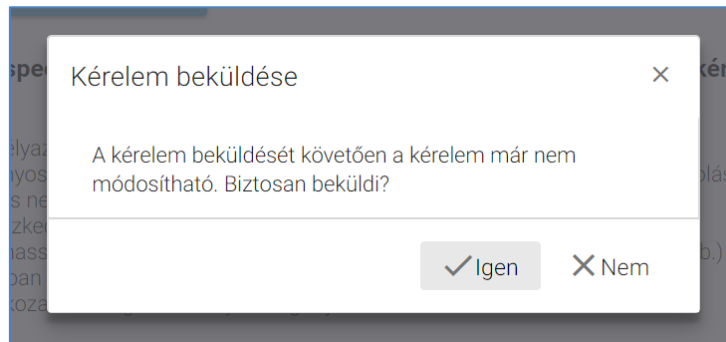 Kérelem beküldése
A kérelem beküldését követően a kérelem már nem
módosítható. Biztosan beküldi?
Igen
Nem